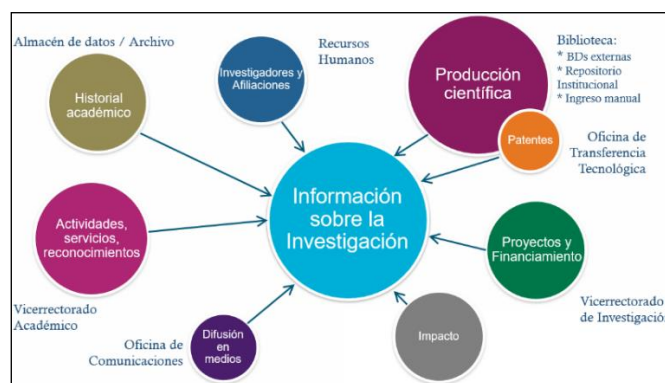 Almacén de datos / Archivo
Historial
académico
Investigadores y
Afiliaciones
Recursos
Humanos
Producción
científica
Biblioteca:
* BDs externas
* Repositorio
Institucional
* Ingreso manual
Patentes
Oficina de
Transferencia
Tecnológica
Información
sobre la
Investigación
Actividades,
servicios,
reconocimientos
Vicerrectorado
Académico
Proyectos y
Financiamiento
Vicerrectorado
de Investigación
Difusión
en
medios
Oficina de
Comunicaciones
Impacto